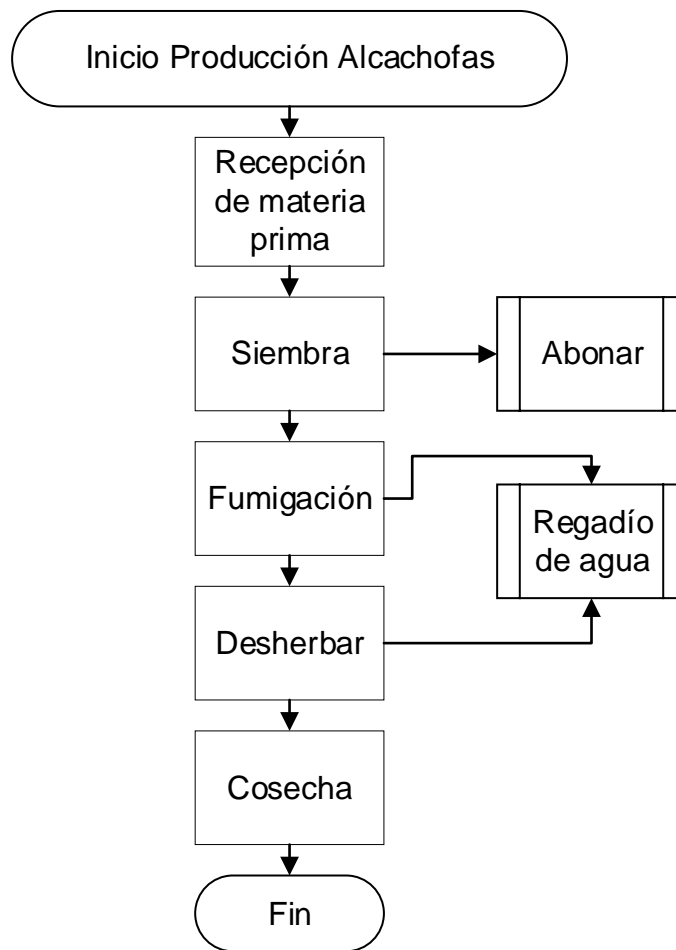 Inicio Producción Alcachofas
Recepción
de materia
prima
Siembra
Abonar
Fumigación
Regadío
de agua
Desherbar
Cosecha
Fin